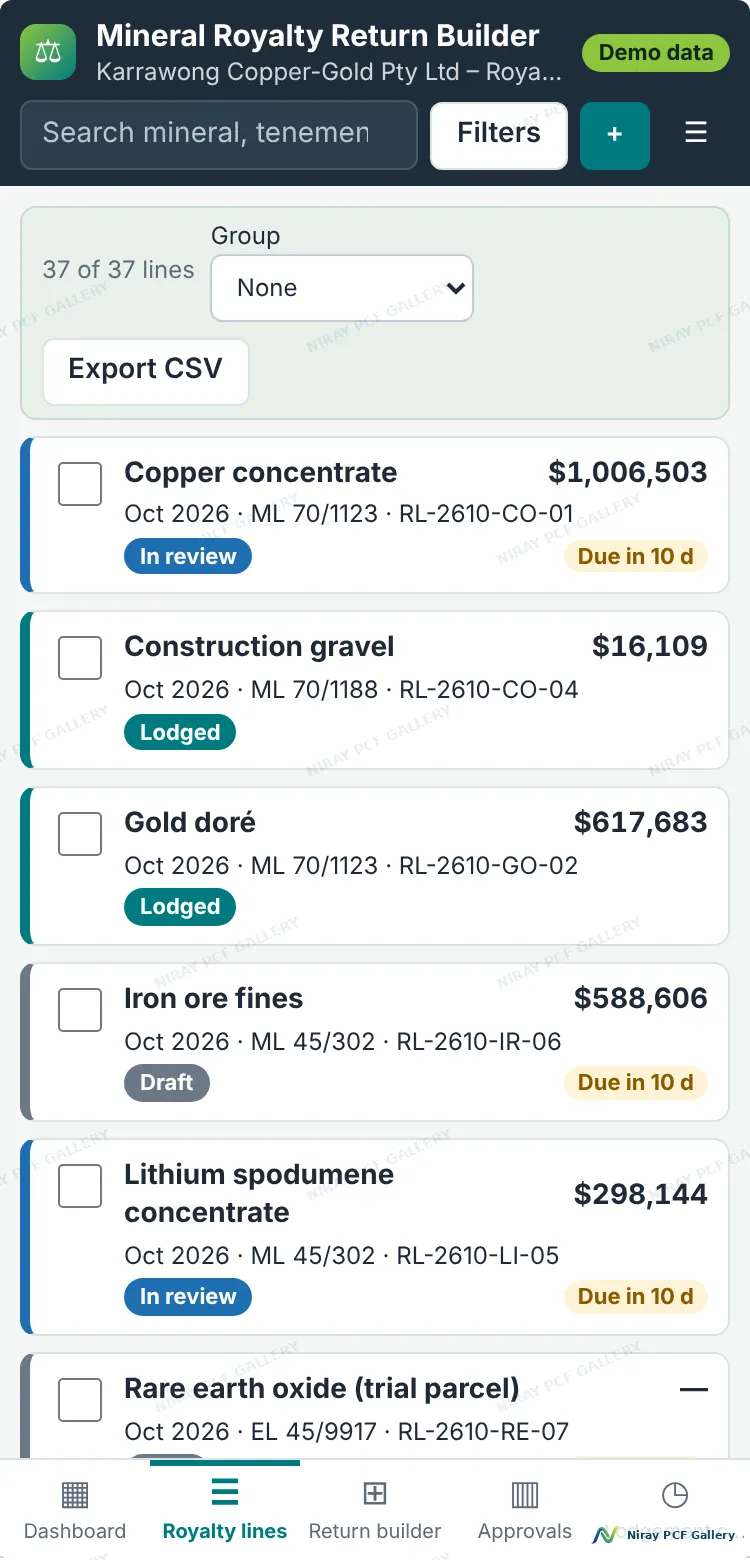 Mineral Royalty Return Builder
Karrawong Copper-Gold Pty Ltd – Roya...
Demo data
Search mineral, tenemen
Filters
+
Group
37 of 37 lines
None
Export CSV
Copper concentrate
$1,006,503
Oct 2026 · ML 70/1123 · RL-2610-CO-01
In review
Due in 10 d
Construction gravel
$16,109
Oct 2026 · ML 70/1188 · RL-2610-CO-04
Lodged
Gold doré
$617,683
Oct 2026 · ML 70/1123 · RL-2610-GO-02
Lodged
Iron ore fines
$588,606
Oct 2026 · ML 45/302 · RL-2610-IR-06
Draft
Due in 10 d
Lithium spodumene
concentrate
$298,144
Oct 2026 · ML 45/302 · RL-2610-LI-05
In review
Due in 10 d
Rare earth oxide (trial parcel)
—
Oct 2026 · EL 45/9917 · RL-2610-RE-07
Dashboard
Royalty lines
Return builder
Approvals
Niray PCF Gallery
NIRAY PCF GALLERY